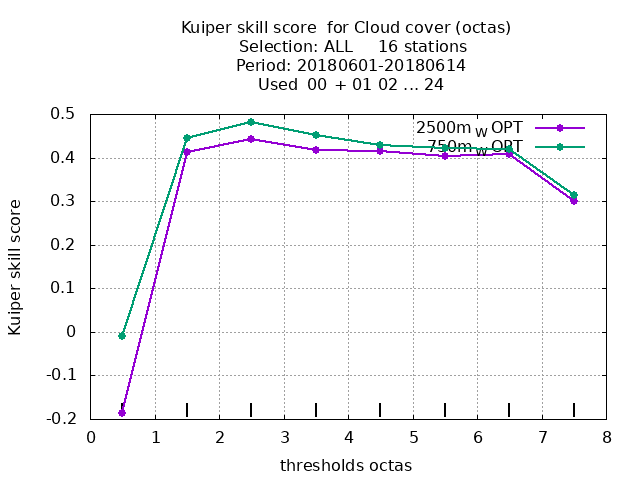 Kuiper skill score  for Cloud cover (octas)
Selection: ALL     16 stations
Period: 20180601-20180614
Used  00  + 01 02 ... 24
2500m W OPT
750m W OPT
0.5
0.4
0.3
0.2
0.1
0
-0.1
-0.2
Kuiper skill score
0 1 2 3 4 5 6 7 8
thresholds octas